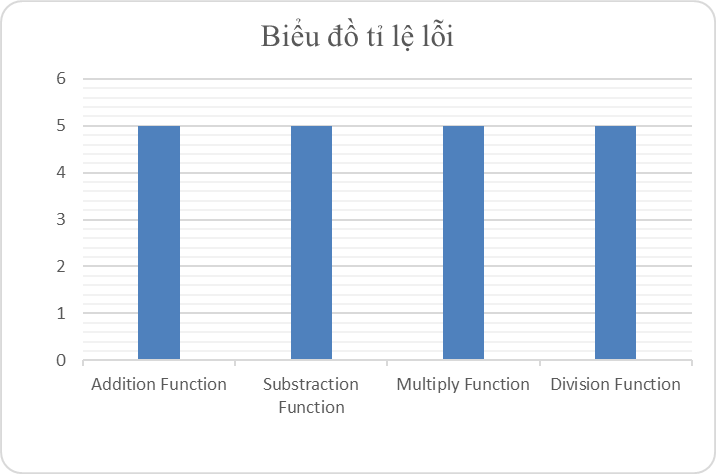 Biểu đồ tỉ lệ lỗi
6
5
4
3
2
1
0
Addition Function
Substraction
Function
Multiply Function
Division Function